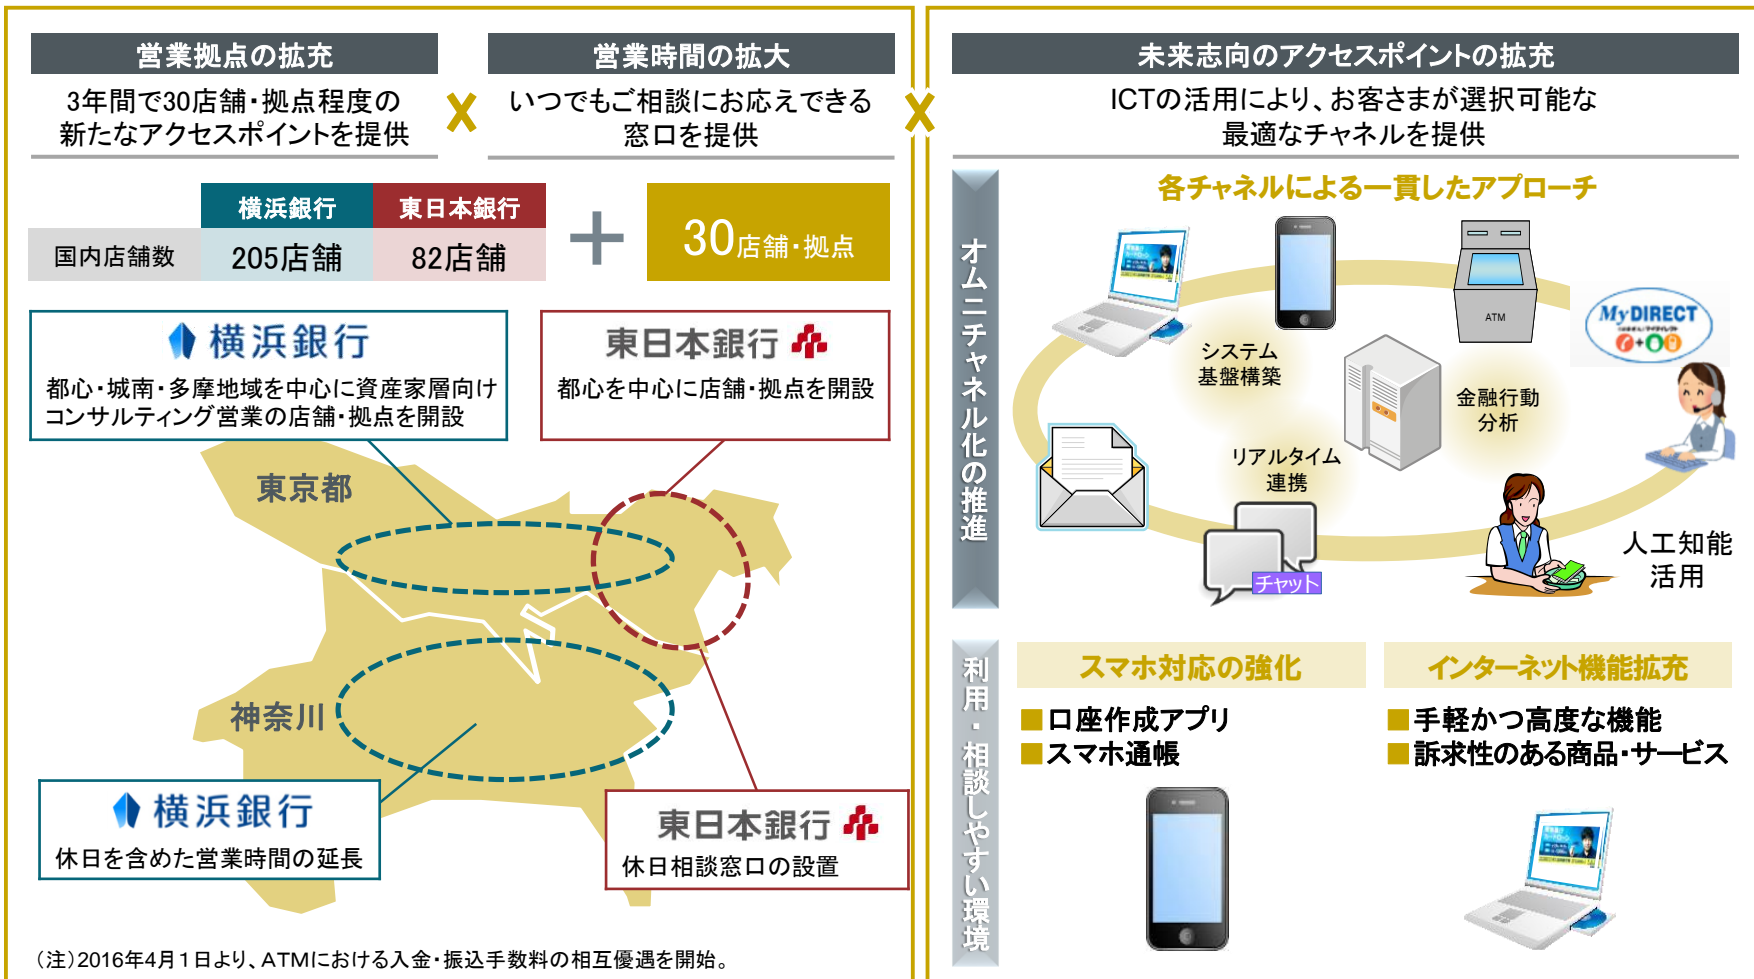 営業拠点の拡充
3年間で30店舗・拠点程度の
新たなアクセスポイントを提供
×
営業時間の拡大
いつでもご相談にお応えできる
窓口を提供
×
横浜銀行 東日本銀行
国内店舗数 205店舗 82店舗
+
30店舗・拠点
横浜銀行
都心・城南・多摩地域を中心に資産家層向け
コンサルティング営業の店舗・拠点を開設
東日本銀行
都心を中心に店舗・拠点を開設
東京都
神奈川
横浜銀行
休日を含めた営業時間の延長
東日本銀行
休日相談窓口の設置
（注）2016年4月1日より、ATMにおける入金・振込手数料の相互優遇を開始。
未来志向のアクセスポイントの拡充
ICTの活用により、お客さまが選択可能な
最適なチャネルを提供
オムニチャネル化の推進
各チャネルによる一貫したアプローチ
ATM
My DIRECT
システム
基盤構築
金融行動
分析
リアルタイム
連携
チャット
人工知能
活用
利用・相談しやすい環境
スマホ対応の強化
■口座作成アプリ
■スマホ通帳
インターネット機能拡充
■手軽かつ高度な機能
■訴求性のある商品・サービス